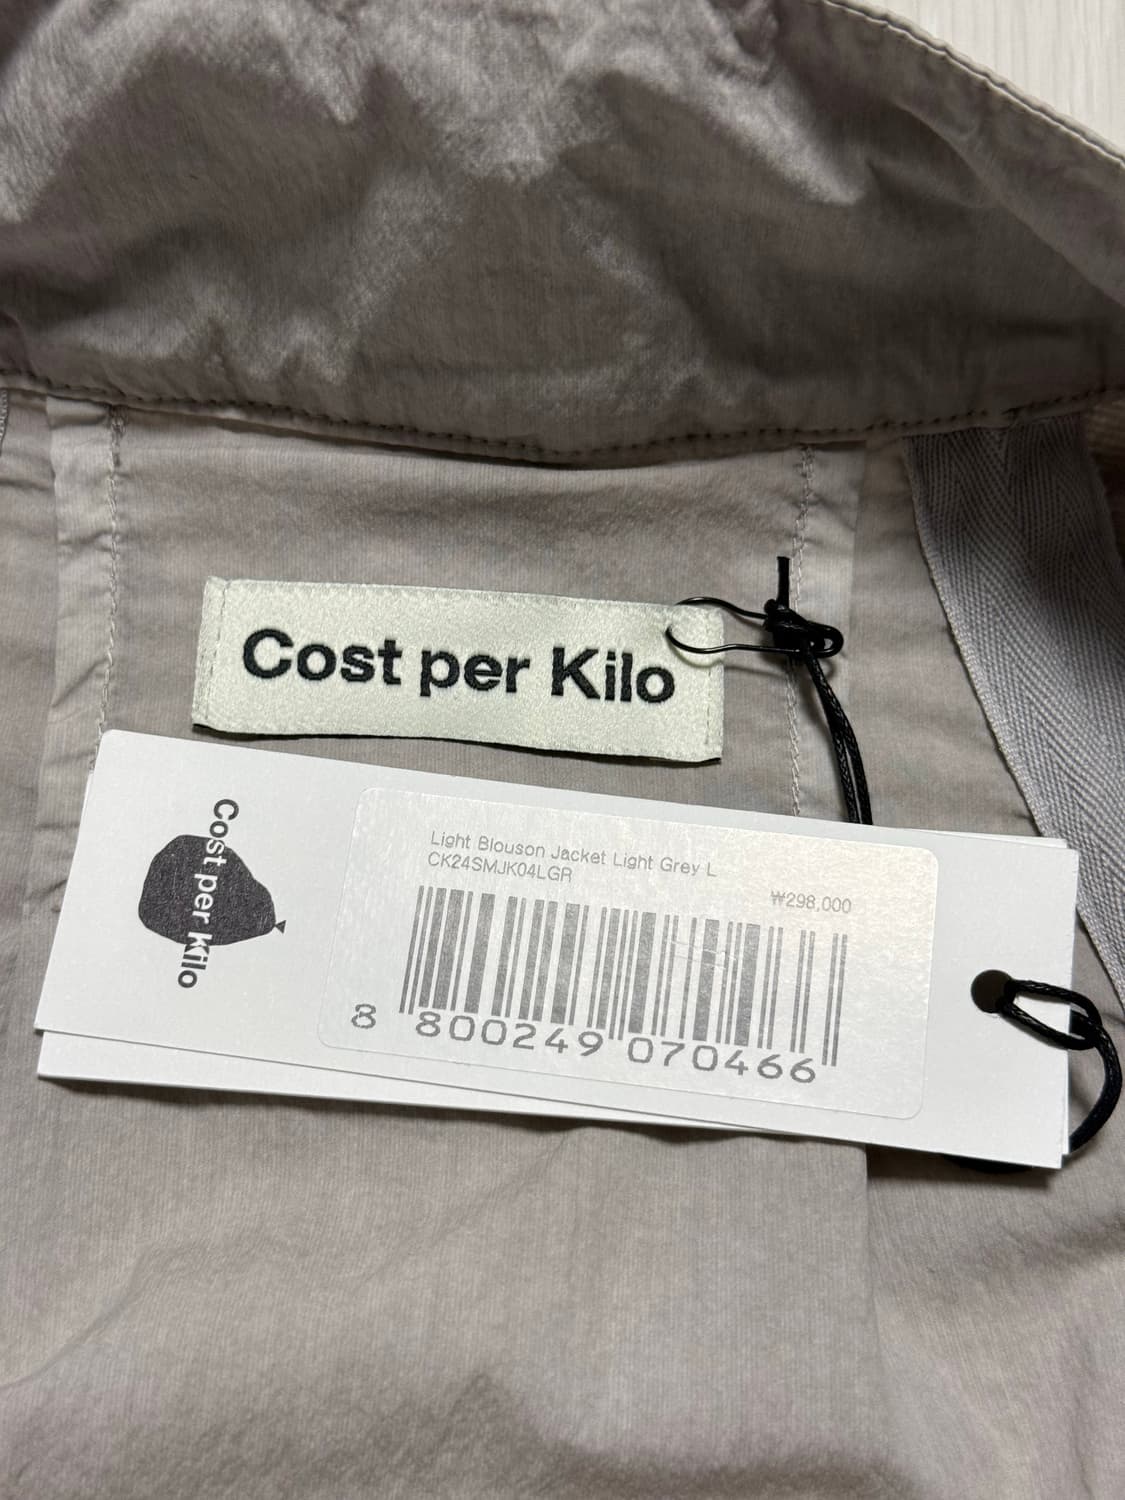 Cost per Kilo
Cost per Kilo
Light Blouson Jacket Light Grey L
CK24SMJK04LGR
₩298,000
8 800249 070466